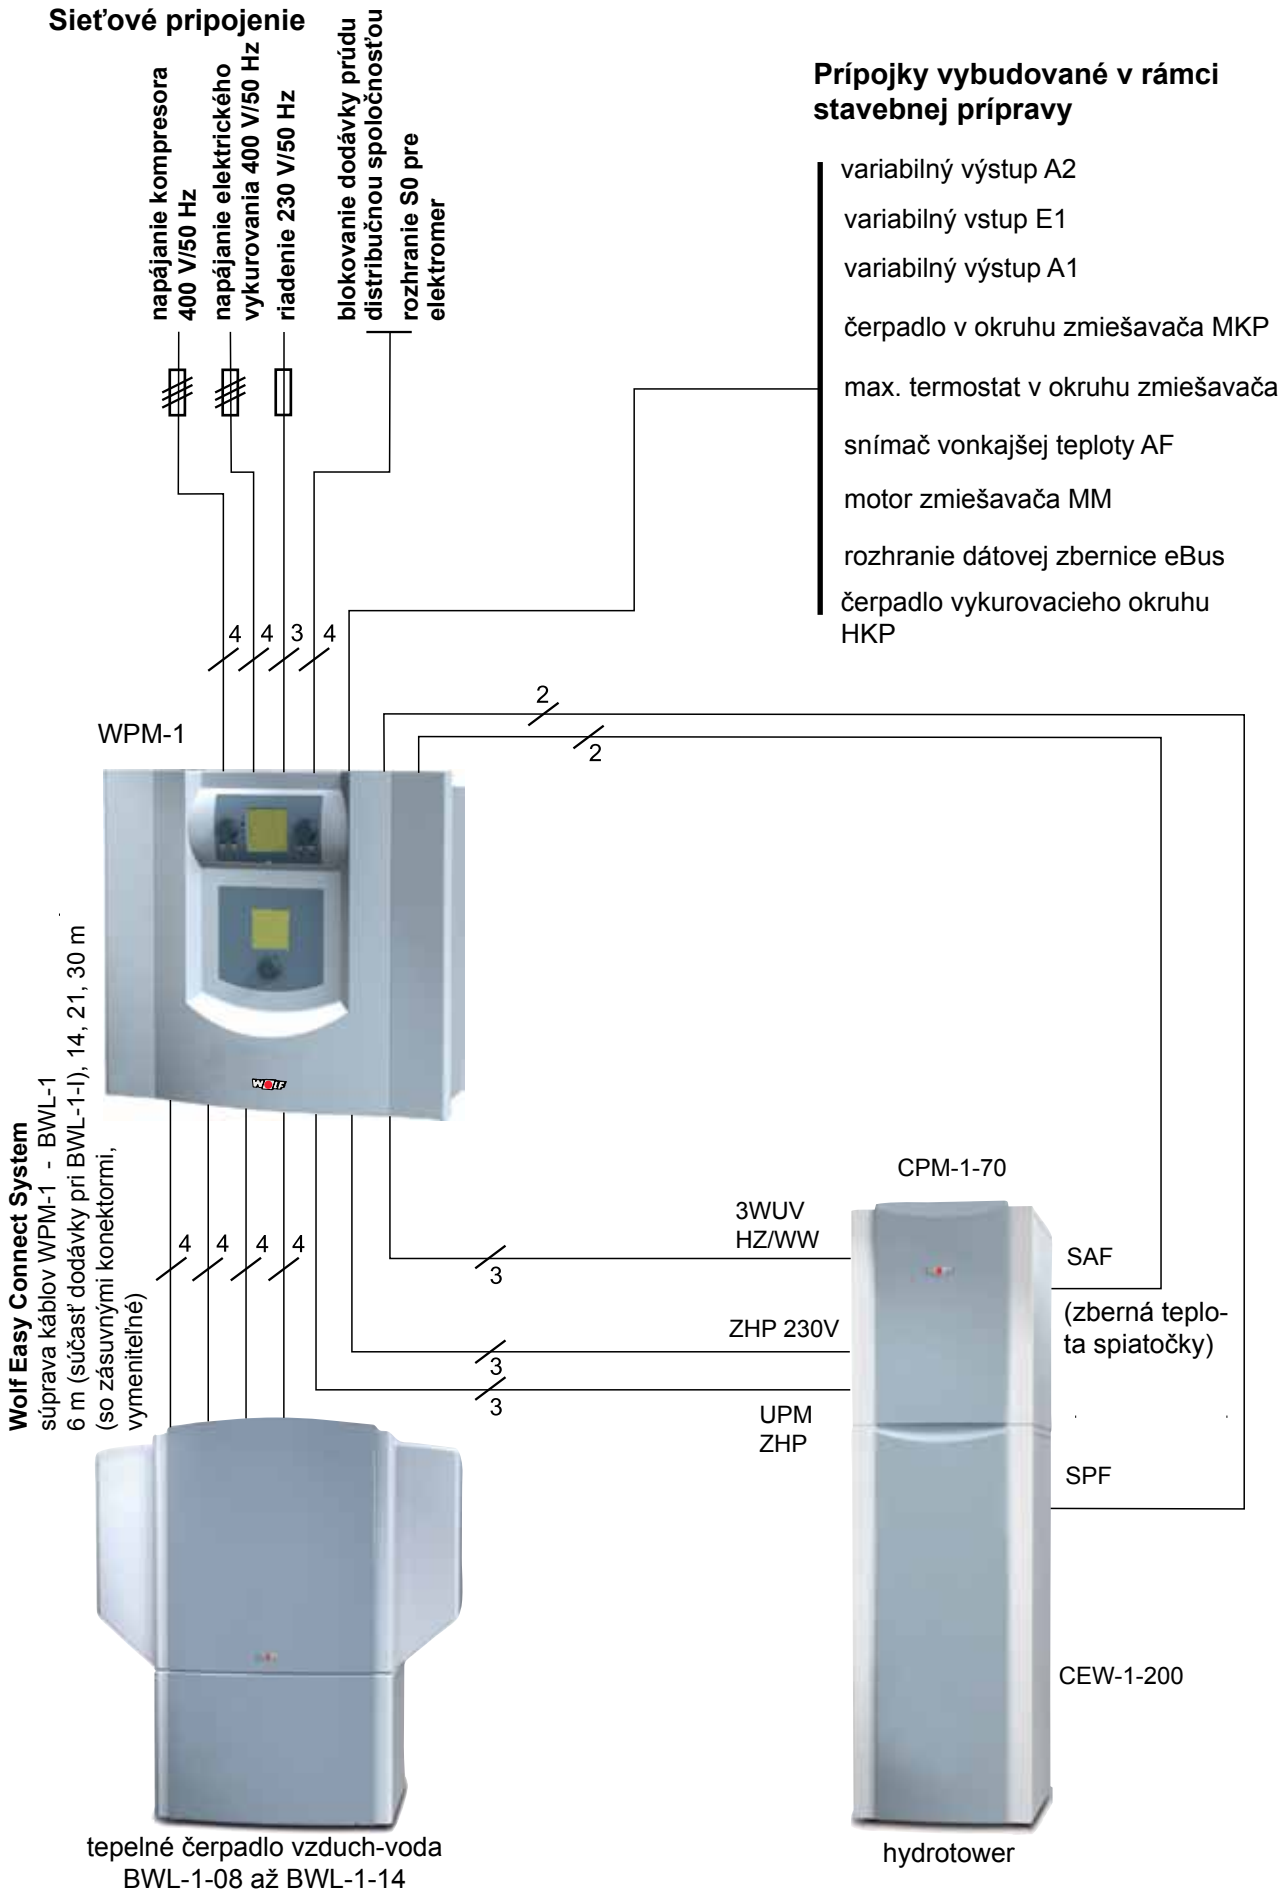 Sieťové pripojenie
napájanie kompresora
400 V/50 Hz
napájanie elektrického
vykurovania 400 V/50 Hz
riadenie 230 V/50 Hz
blokovanie dodávky prúdu
distribučnou spoločnosťou
rozhranie S0 pre
elektromer
Prípojky vybudované v rámci
stavebnej prípravy
variabilný výstup A2
variabilný vstup E1
variabilný výstup A1
čerpadlo v okruhu zmiešavača MKP
max. termostat v okruhu zmiešavača
snímač vonkajšej teploty AF
motor zmiešavača MM
rozhranie dátovej zbernice eBus
čerpadlo vykurovacieho okruhu
HKP
4 4 3 4
2
2
WPM-1
WOLF
Wolf Easy Connect System
súprava káblov WPM-1 - BWL-1
6 m (súčasť dodávky pri BWL-1-I), 14, 21, 30 m
(so zásuvnými konektormi,
vymeniteľné)
4 4 4 4
CPM-1-70
3WUV
HZ/WW
3
SAF
(zberná teplo-
ta spiatočky)
ZHP 230V
3
3
UPM
ZHP
SPF
CEW-1-200
tepelné čerpadlo vzduch-voda
BWL-1-08 až BWL-1-14
hydrotower